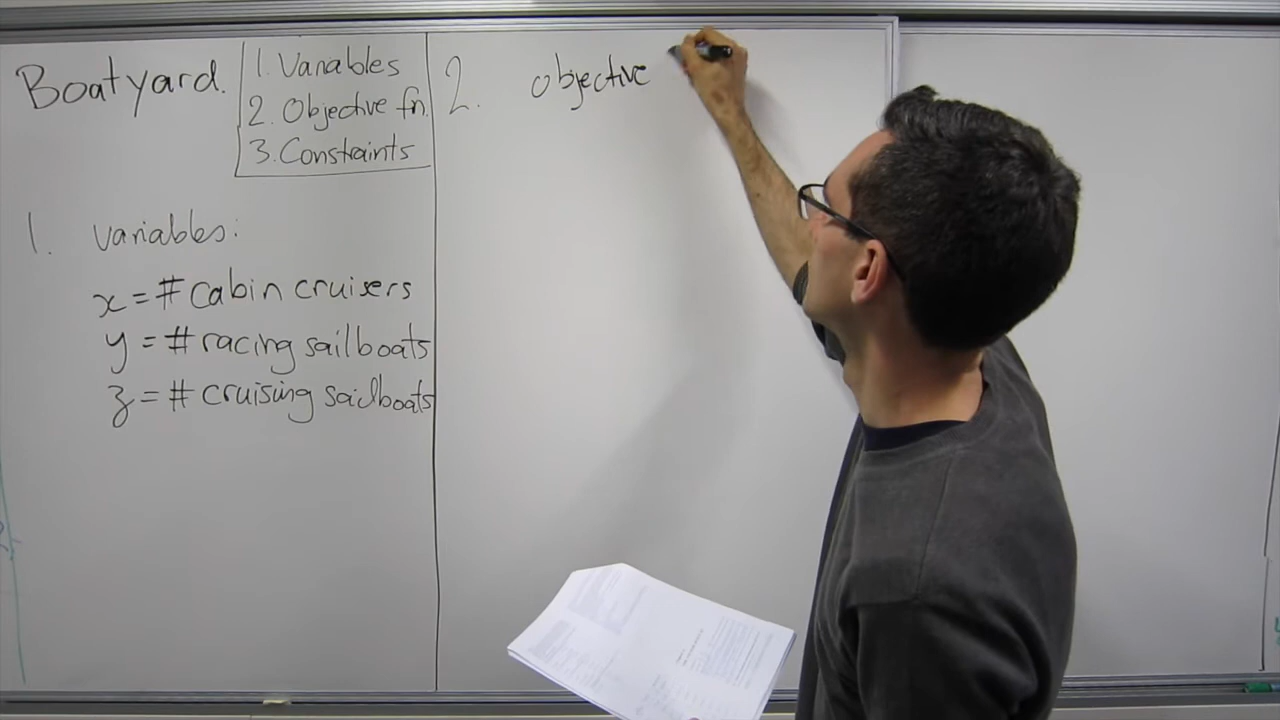 Boatyard.
1. Variables
2. Objective fn.
3. Constraints
1. variables:
x = # cabin cruisers
y = # racing sailboats
z = # cruising sailboats
2. objective